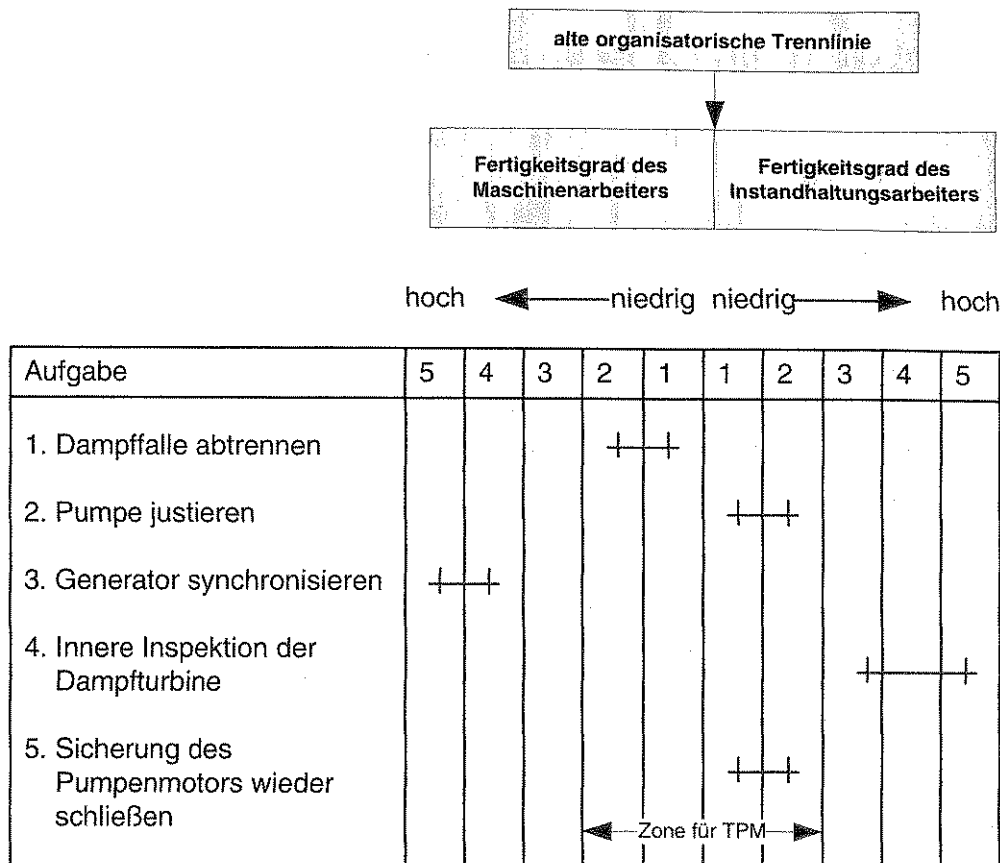 alte organisatorische Trennlinie
Fertigkeitsgrad des
Maschinenarbeiters
Fertigkeitsgrad des
Instandhaltungsarbeiters
hoch niedrig niedrig hoch
Aufgabe 5 4 3 2 1 1 2 3 4 5
1. Dampffalle abtrennen
2. Pumpe justieren
3. Generator synchronisieren
4. Innere Inspektion der
Dampfturbine
5. Sicherung des
Pumpenmotors wieder
schließen
Zone für TPM